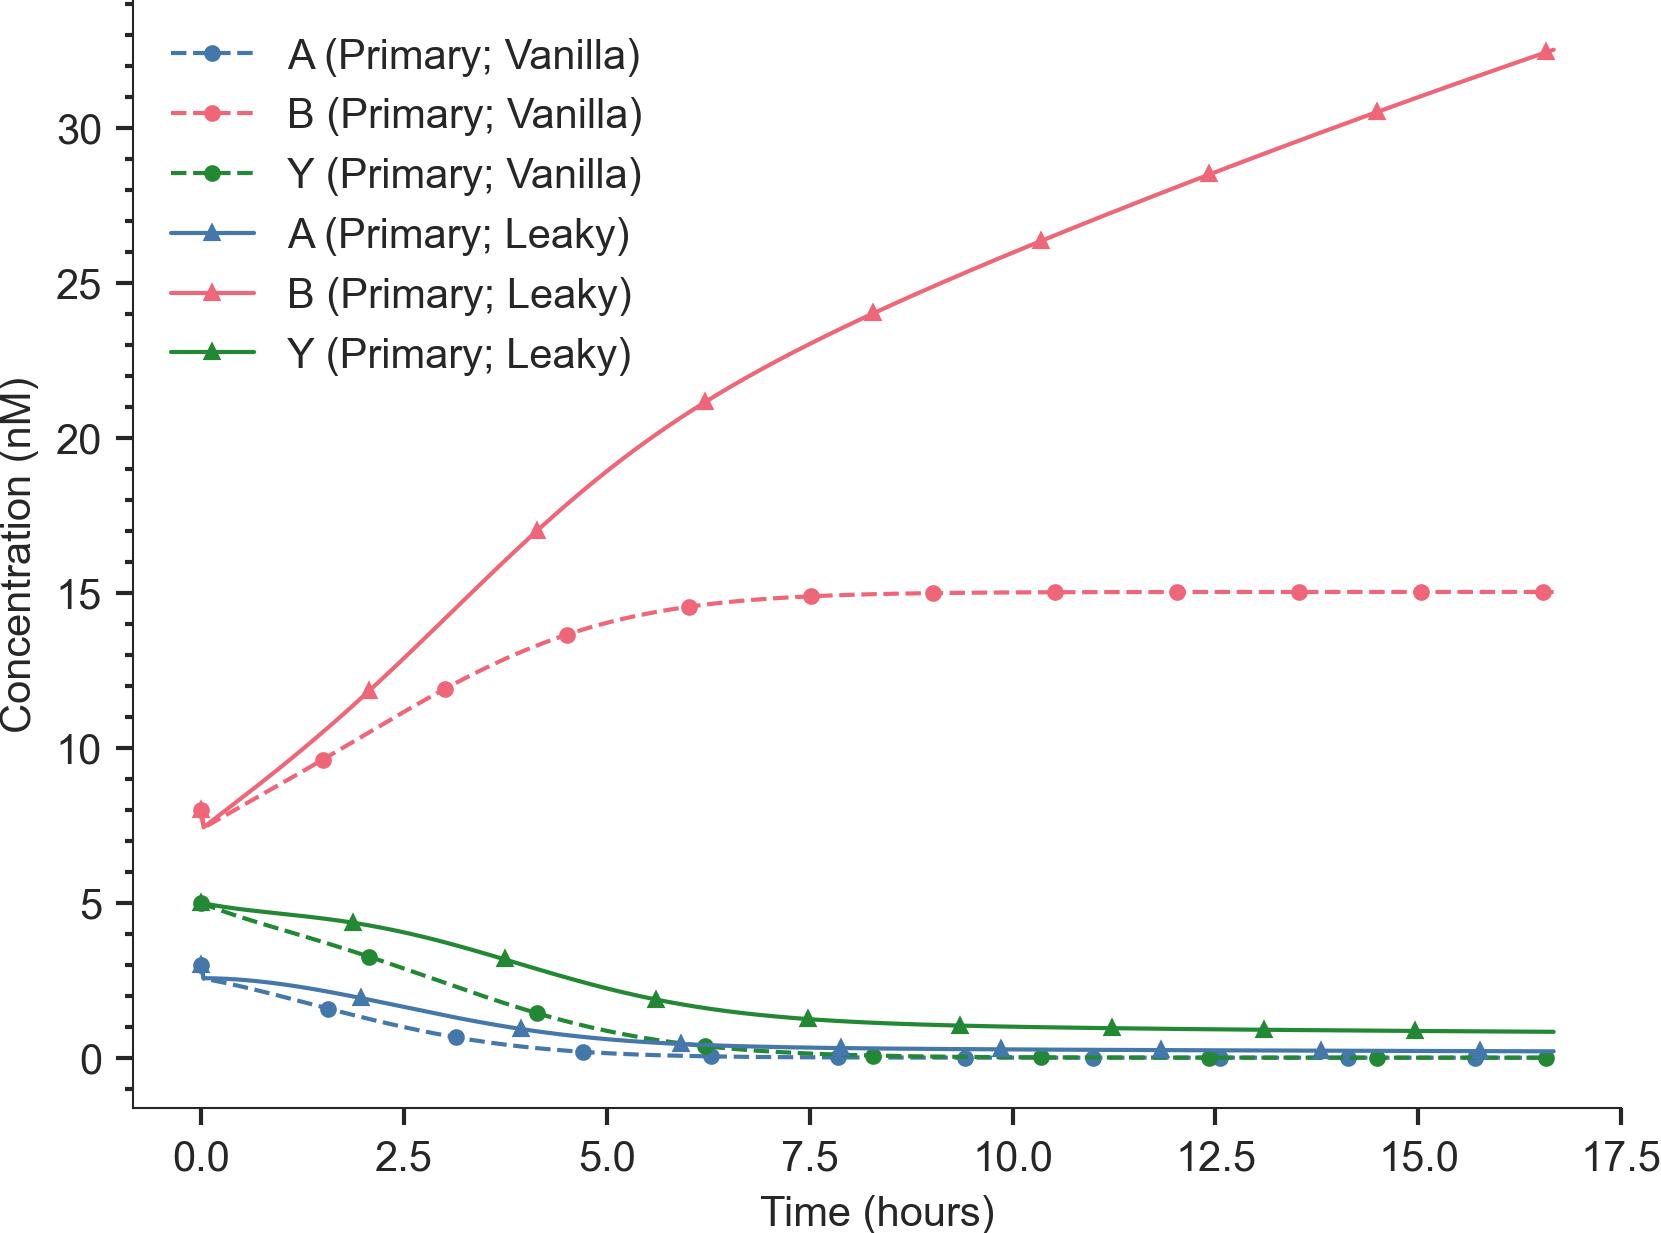 A (Primary; Vanilla)
B (Primary; Vanilla)
Y (Primary; Vanilla)
A (Primary; Leaky)
B (Primary; Leaky)
Y (Primary; Leaky)
Concentration (nM)
30
25
20
15
10
5
0
0.0 2.5 5.0 7.5 10.0 12.5 15.0 17.5
Time (hours)